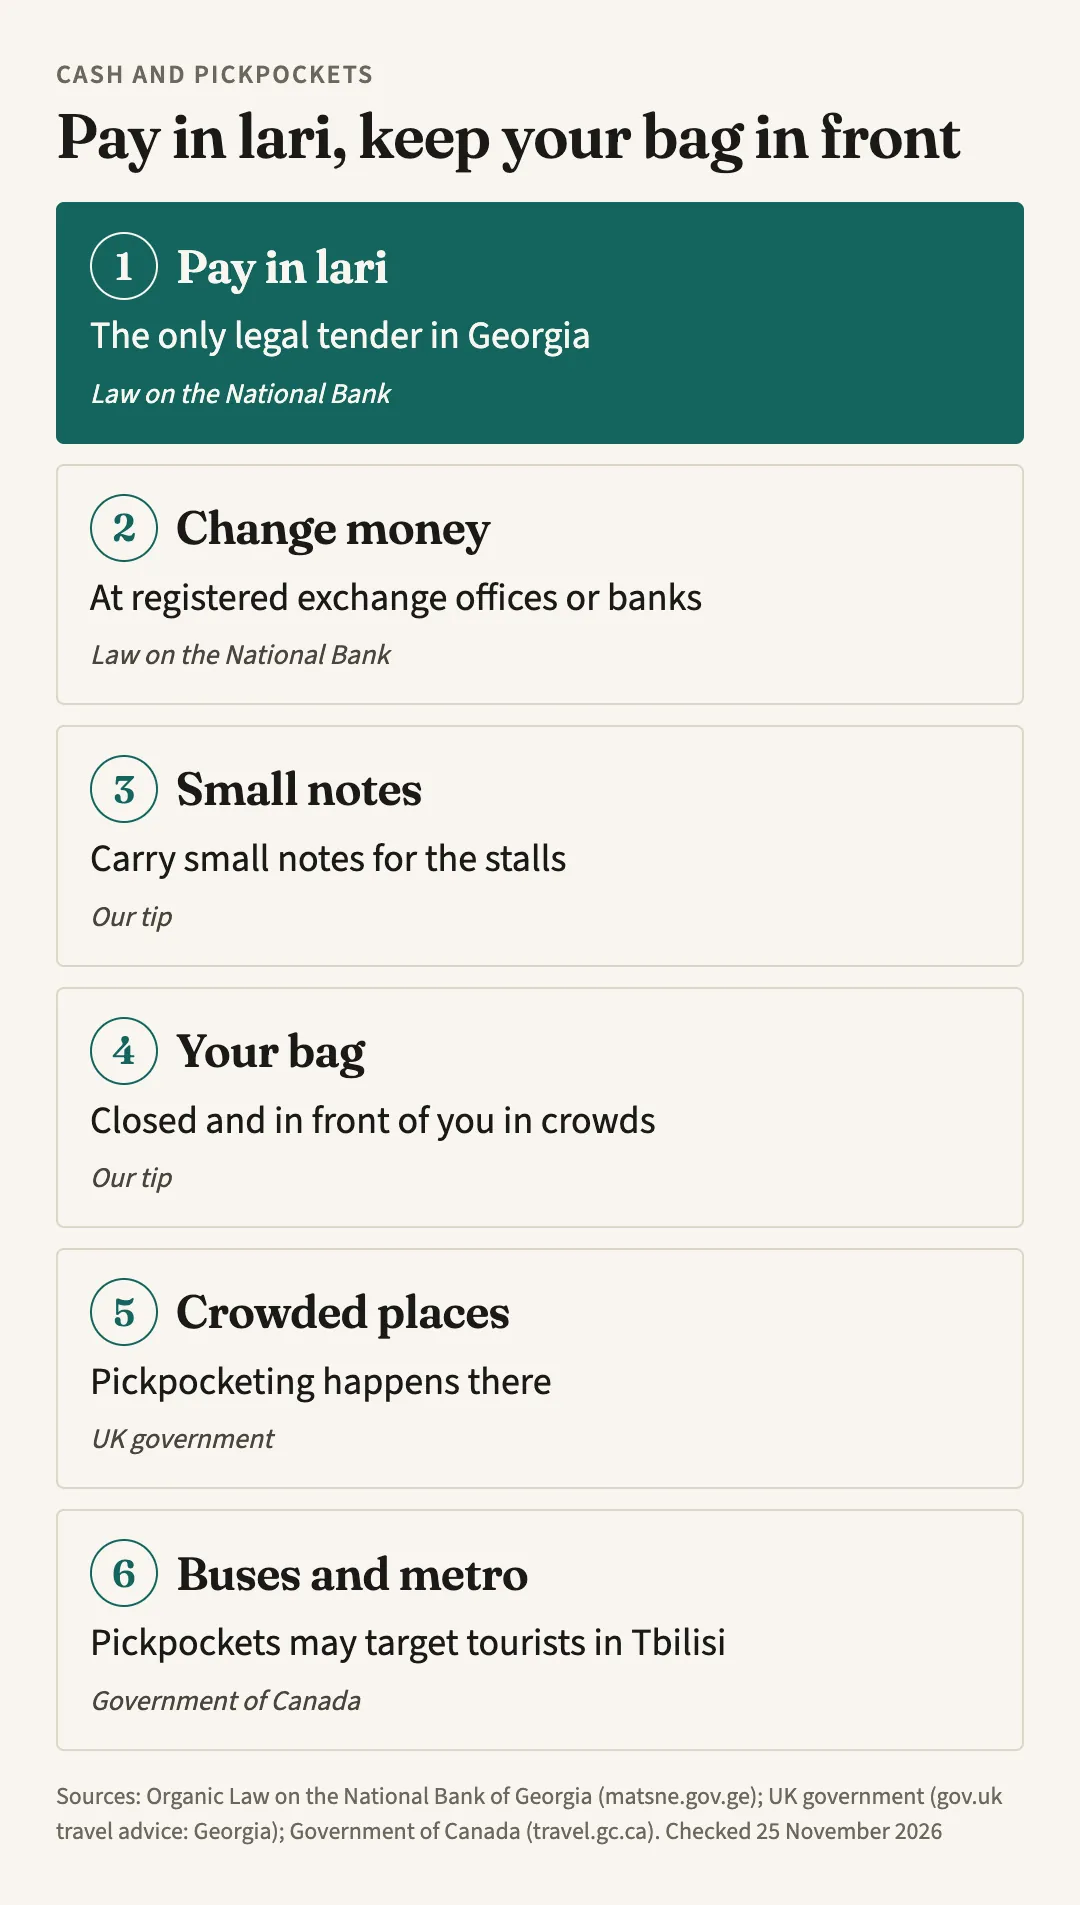 CASH AND PICKPOCKETS
Pay in lari, keep your bag in front
1 Pay in lari
The only legal tender in Georgia
Law on the National Bank
2 Change money
At registered exchange offices or banks
Law on the National Bank
3 Small notes
Carry small notes for the stalls
Our tip
4 Your bag
Closed and in front of you in crowds
Our tip
5 Crowded places
Pickpocketing happens there
UK government
6 Buses and metro
Pickpockets may target tourists in Tbilisi
Government of Canada
Sources: Organic Law on the National Bank of Georgia (matsne.gov.ge); UK government (gov.uk
travel advice: Georgia); Government of Canada (travel.gc.ca). Checked 25 November 2026